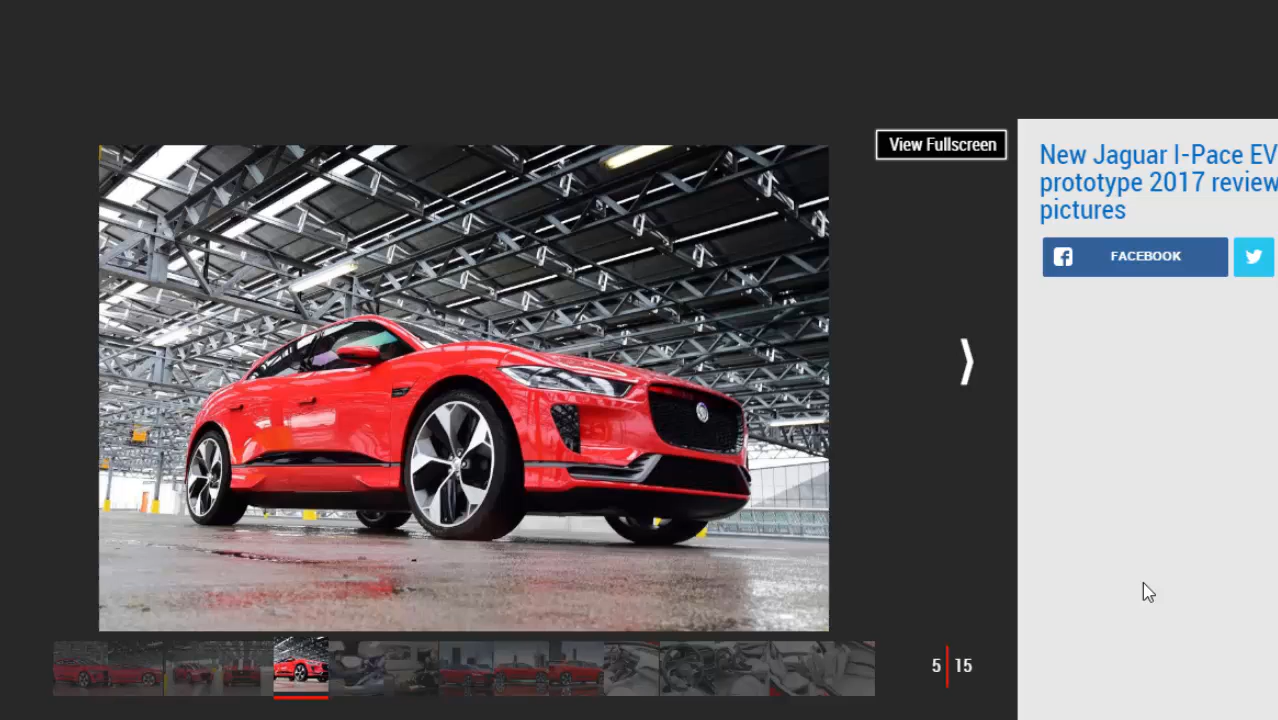 View Fullscreen
New Jaguar I-Pace EV
prototype 2017 review
pictures
FACEBOOK
5 15